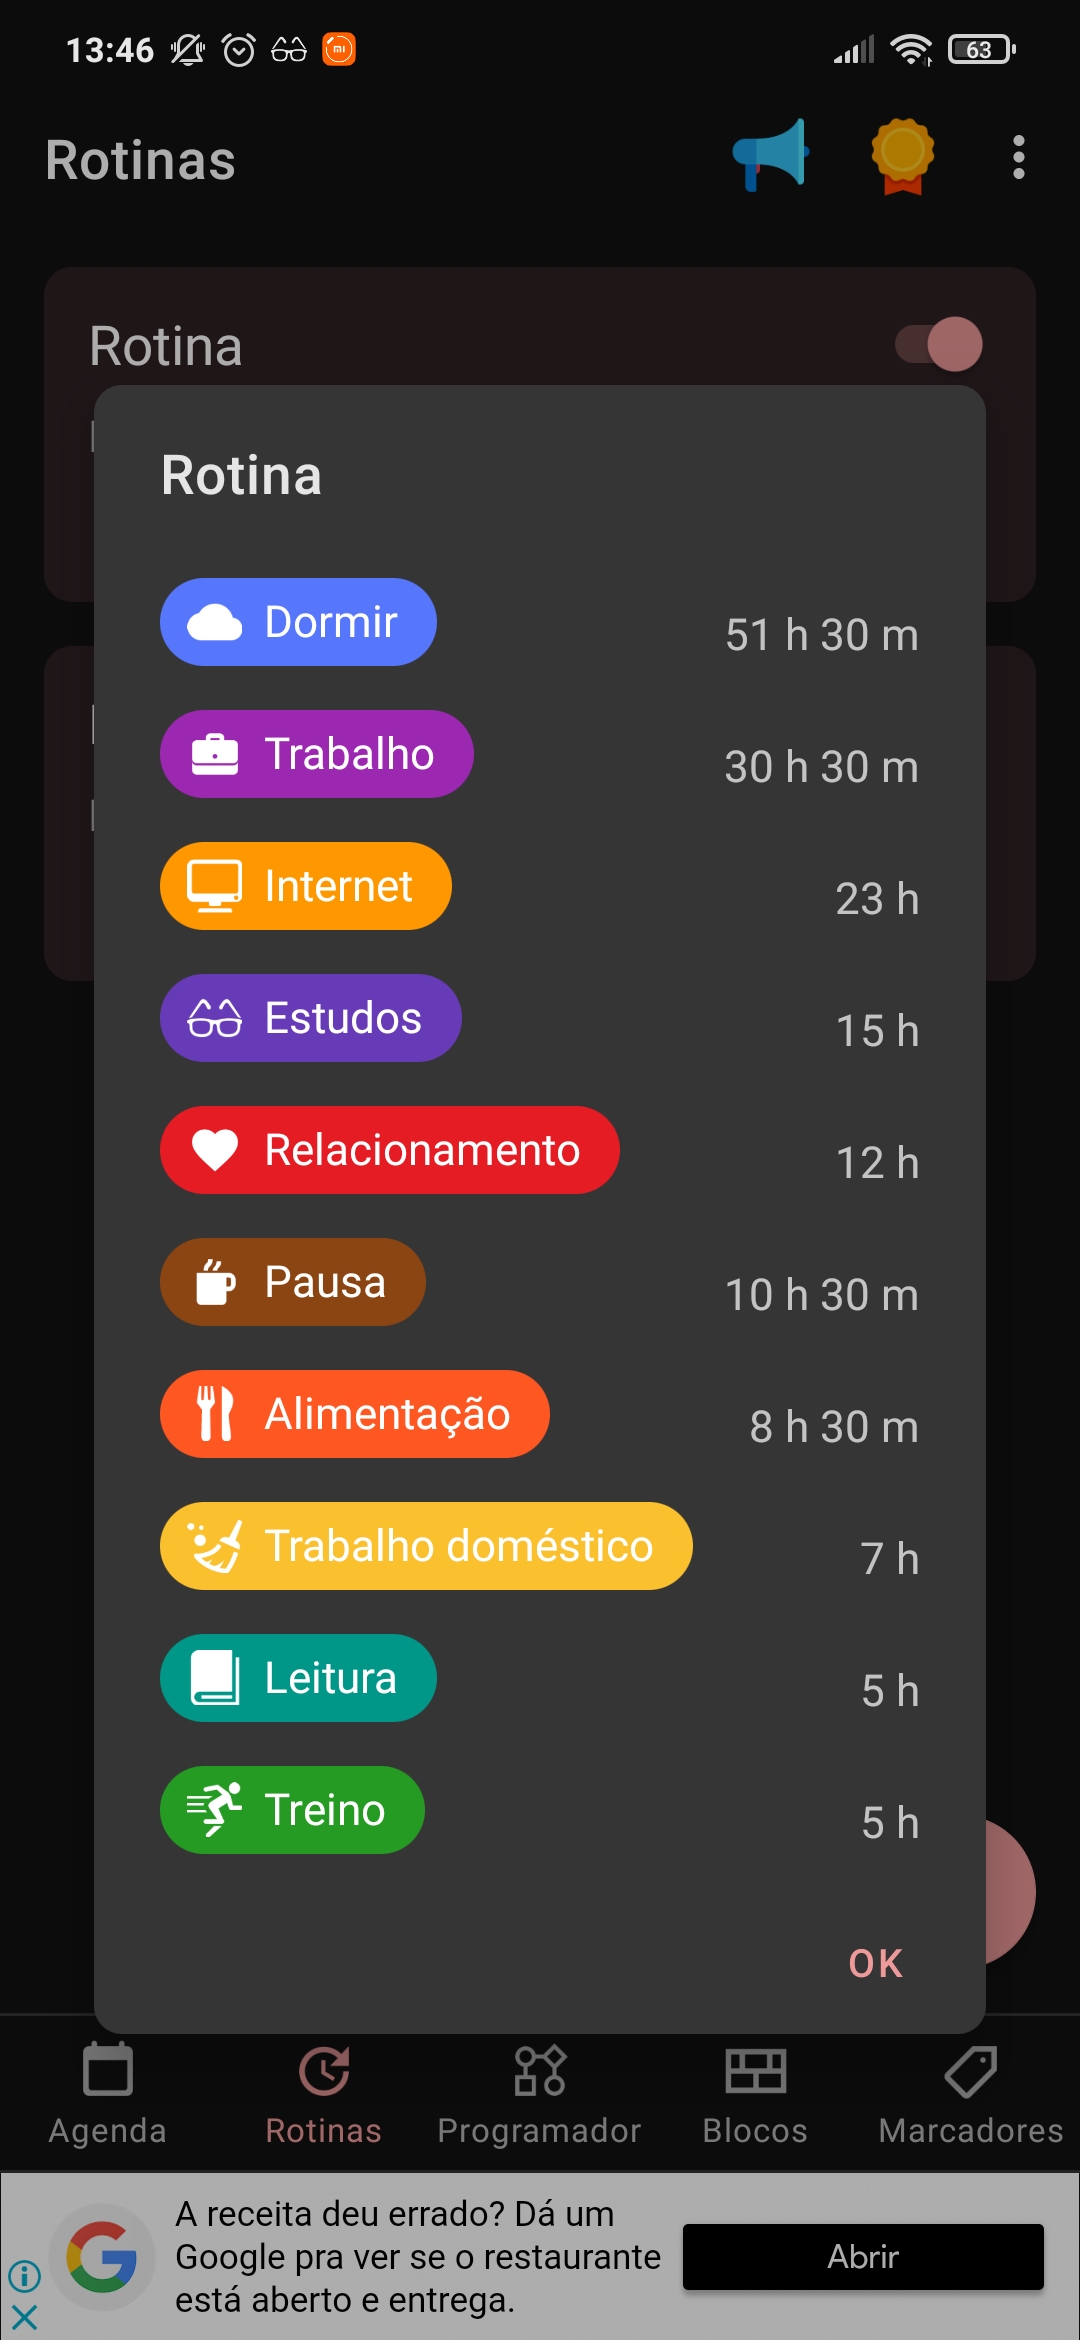 13:46
63
Rotinas
Rotina
Rotina
Dormir
51 h 30 m
Trabalho
30 h 30 m
Internet
23 h
Estudos
15 h
Relacionamento
12 h
Pausa
10 h 30 m
Alimentação
8 h 30 m
Trabalho doméstico
7 h
Leitura
5 h
Treino
5 h
OK
Agenda
Rotinas
Programador
Blocos
Marcadores
A receita deu errado? Dá um
Google pra ver se o restaurante
está aberto e entrega.
Abrir